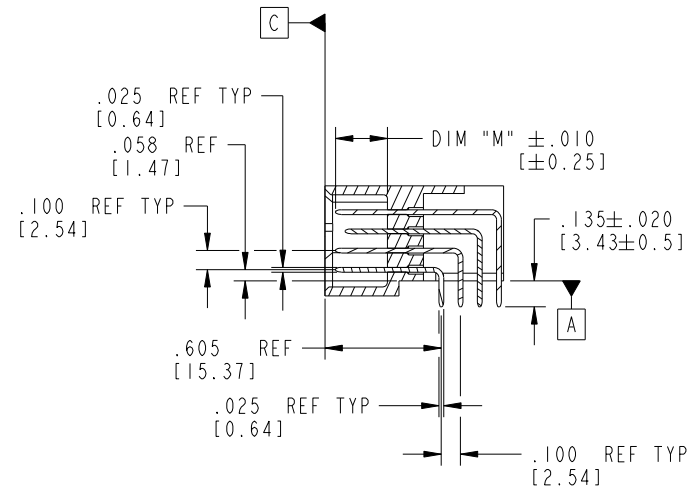 C
.025 REF TYP
[0.64]
.058 REF
[1.47]
DIM "M" ±.010
[±0.25]
.100 REF TYP
[2.54]
.135±.020
[3.43±0.5]
A
.605 REF
[15.37]
.025 REF TYP
[0.64]
.100 REF TYP
[2.54]